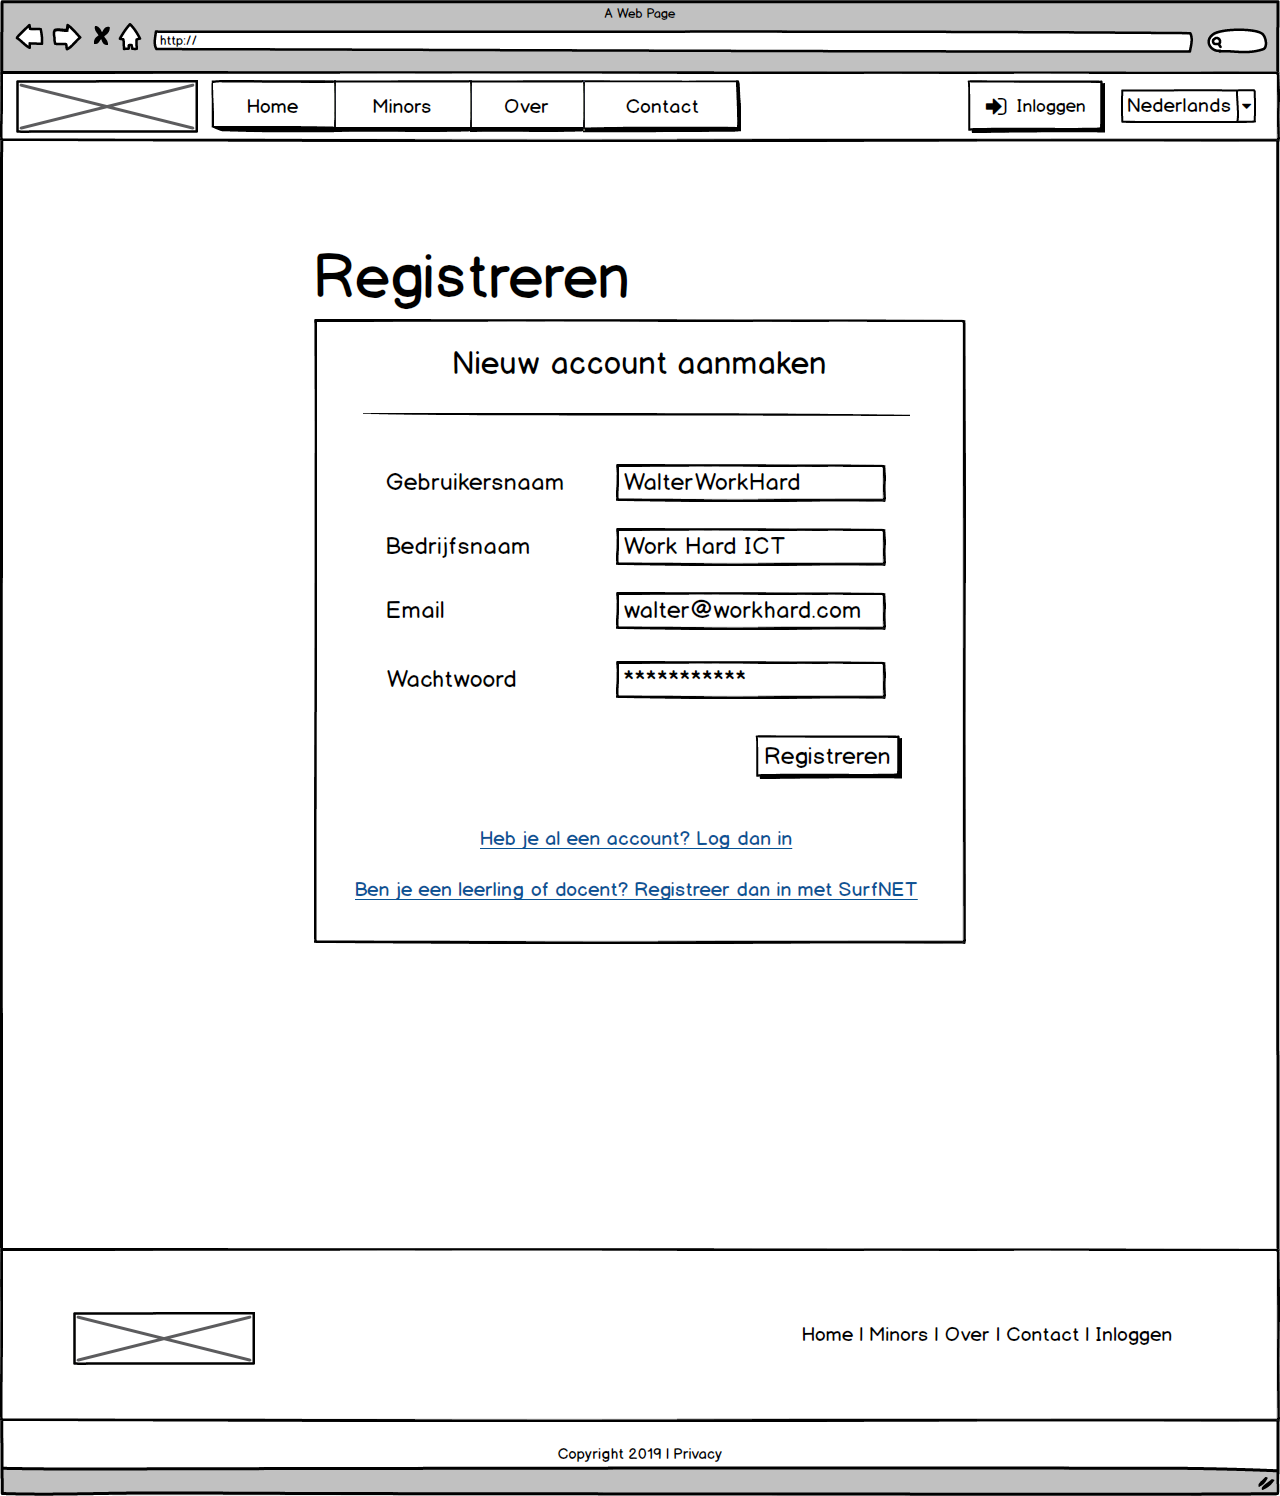 A Web Page
http://
Home Minors Over Contact Inloggen Nederlands
Registreren
Nieuw account aanmaken
Gebruikersnaam WalterWorkHard
Bedrijfsnaam Work Hard ICT
Email walter@workhard.com
Wachtwoord ***********
Registreren
Heb je al een account? Log dan in
Ben je een leerling of docent? Registreer dan in met SurfNET
Home | Minors | Over | Contact | Inloggen
Copyright 2019 | Privacy